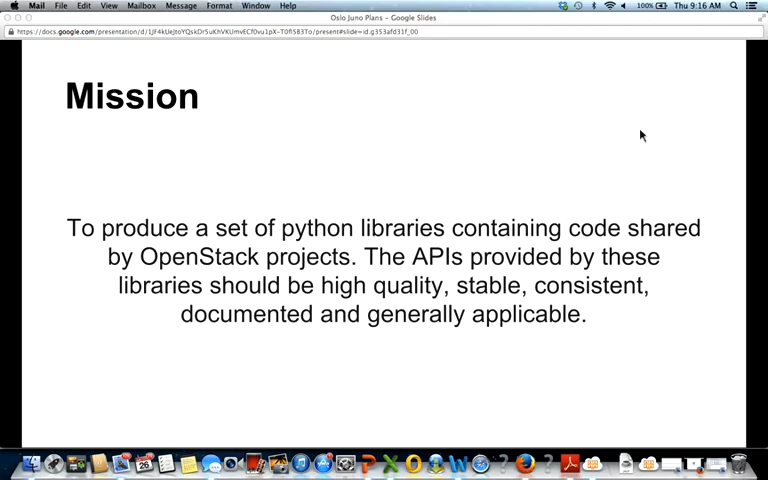 Mail File Edit View Mailbox Message Format Window Help
100% Thu 9:16 AM
Oslo Juno Plans – Google Slides
Mission
To produce a set of python libraries containing code shared
by OpenStack projects. The APIs provided by these
libraries should be high quality, stable, consistent,
documented and generally applicable.
26